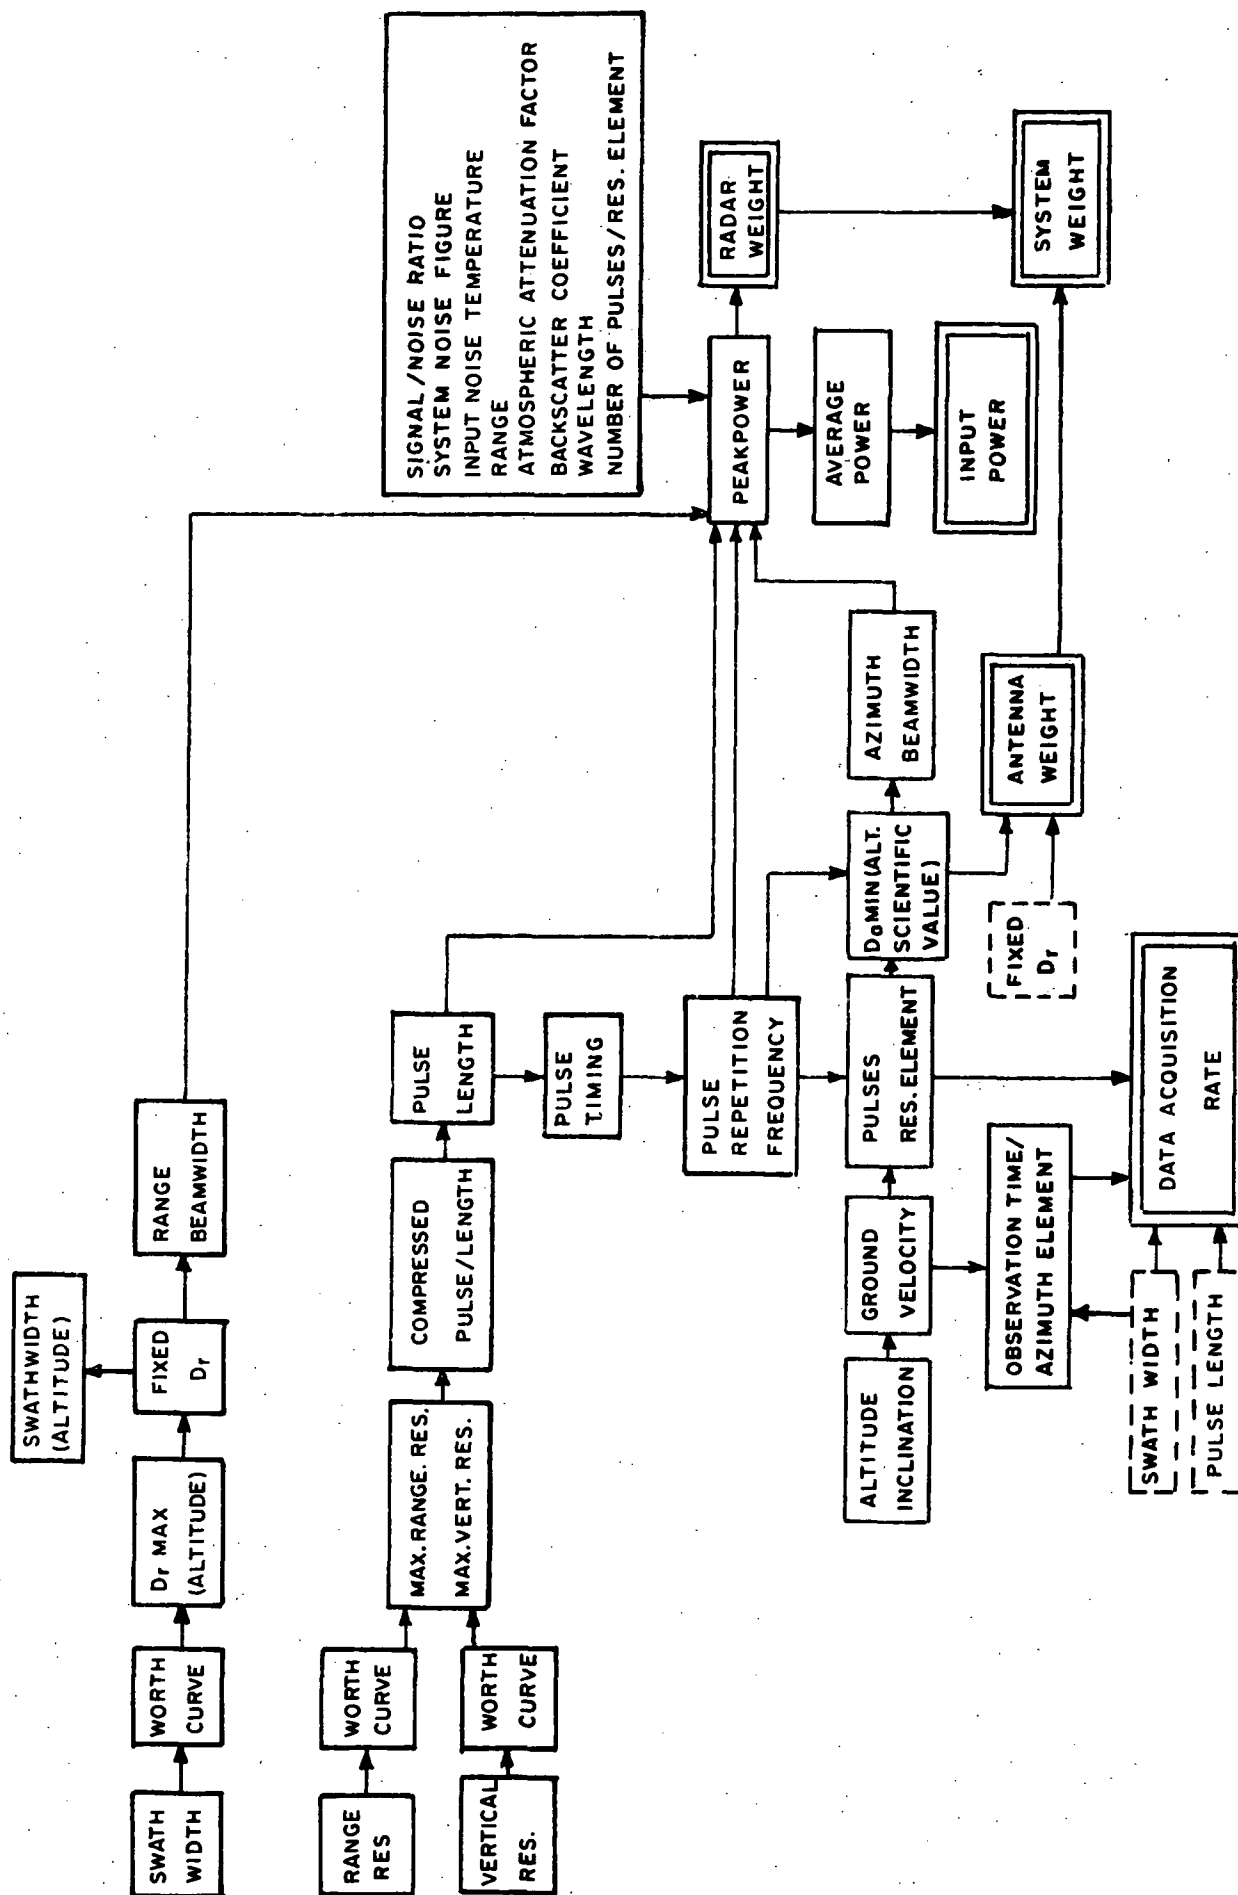 SWATHWIDTH
(ALTITUDE)
SWATH
WIDTH
WORTH
CURVE
Dr MAX
(ALTITUDE)
FIXED
Dr
RANGE
BEAMWIDTH
RANGE
RES
WORTH
CURVE
VERTICAL
RES.
WORTH
CURVE
MAX. RANGE. RES.
MAX. VERT. RES.
COMPRESSED
PULSE/LENGTH
PULSE
LENGTH
PULSE
TIMING
PULSE
REPETITION
FREQUENCY
SIGNAL/NOISE RATIO
SYSTEM NOISE FIGURE
INPUT NOISE TEMPERATURE
RANGE
ATMOSPHERIC ATTENUATION FACTOR
BACKSCATTER COEFFICIENT
WAVELENGTH
NUMBER OF PULSES/RES. ELEMENT
PEAKPOWER
RADAR
WEIGHT
AVERAGE
POWER
INPUT
POWER
SYSTEM
WEIGHT
ALTITUDE
INCLINATION
GROUND
VELOCITY
PULSES
RES. ELEMENT
DaMIN(ALT.
SCIENTIFIC
VALUE)
AZIMUTH
BEAMWIDTH
OBSERVATION TIME/
AZIMUTH ELEMENT
FIXED
Dr
ANTENNA
WEIGHT
SWATH WIDTH
PULSE LENGTH
DATA ACQUISITION
RATE